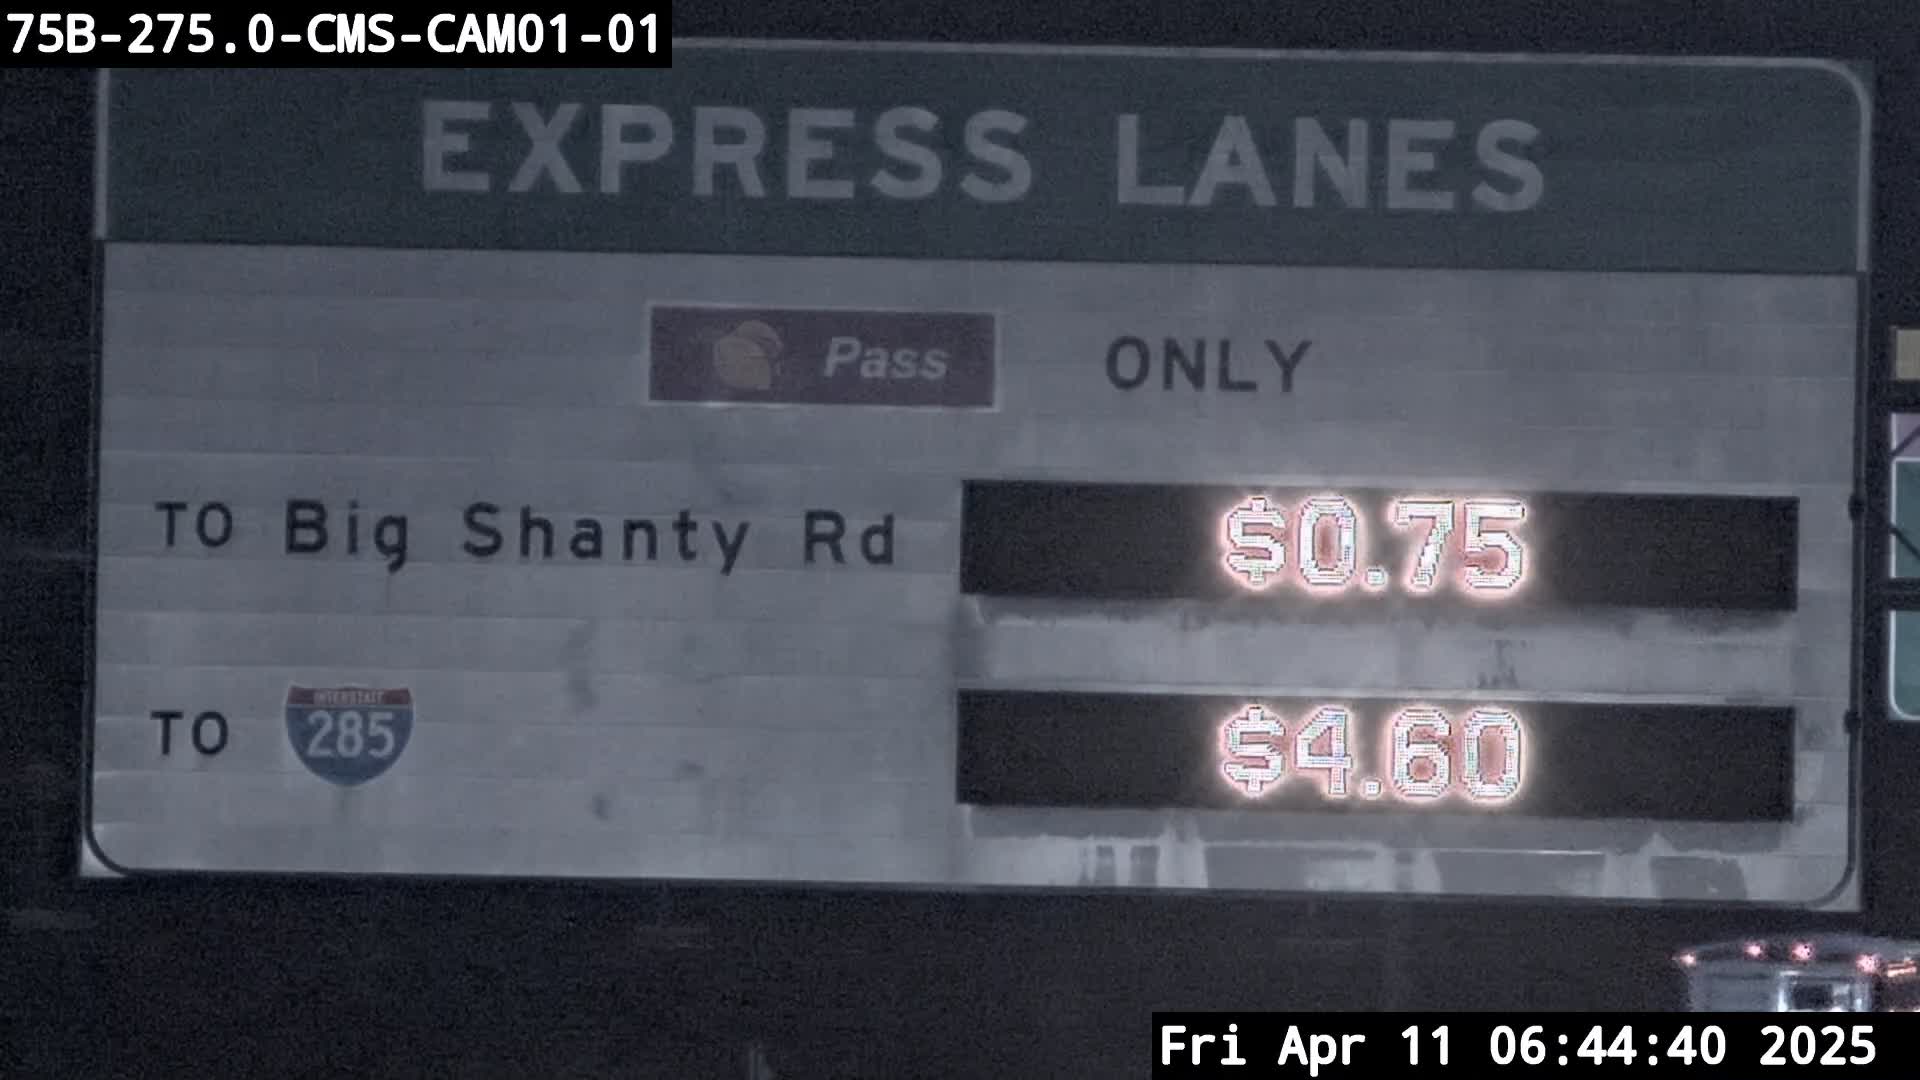 75B-275.0-CMS-CAM01-01
EXPRESS LANES
Pass ONLY
TO Big Shanty Rd $0.75
INTERSTATE
TO 285 $4.60
Fri Apr 11 06:44:40 2025